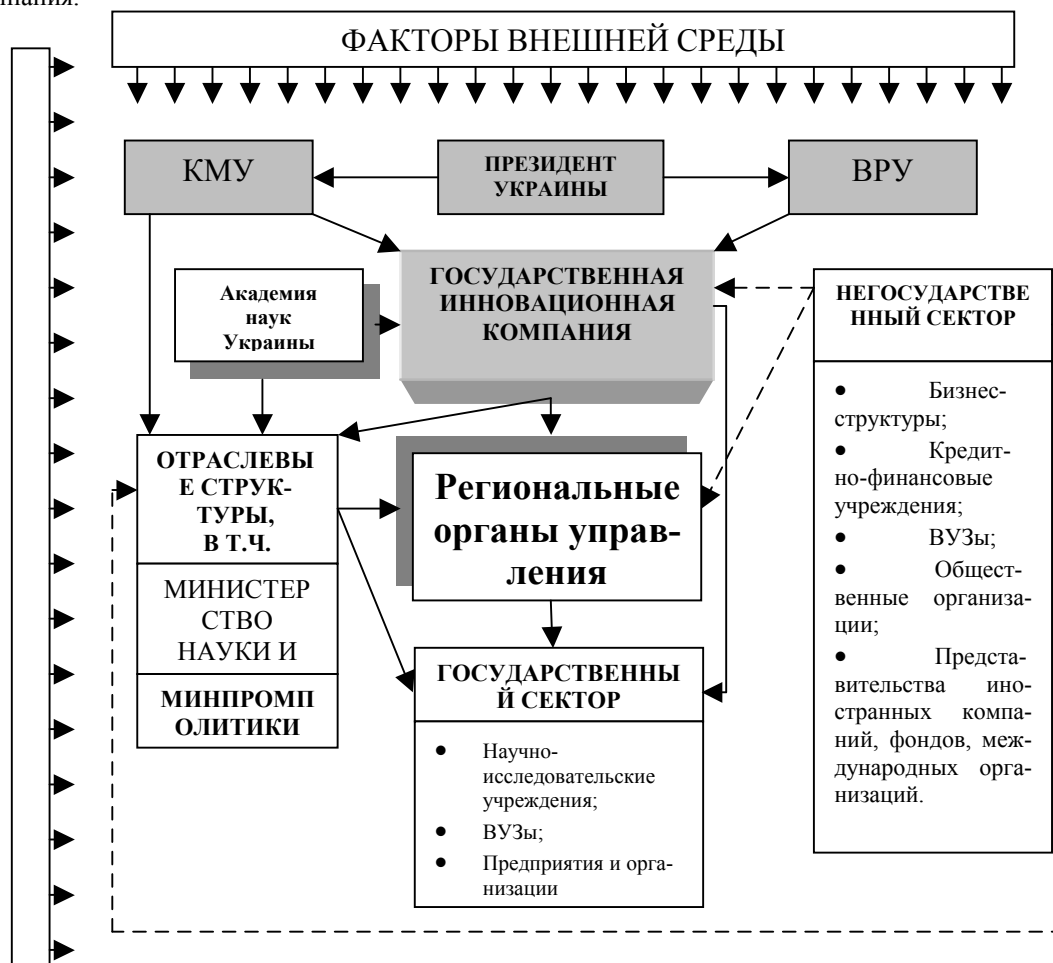 ФАКТОРЫ ВНЕШНЕЙ СРЕДЫ
КМУ
ПРЕЗИДЕНТ
УКРАИНЫ
ВРУ
Академия
наук
Украины
ГОСУДАРСТВЕННАЯ
ИННОВАЦИОННАЯ
КОМПАНИЯ
НЕГОСУДАРСТВЕ
ННЫЙ СЕКТОР
• Бизнес-
структуры;
• Кредит-
но-финансовые
учреждения;
• ВУЗы;
• Общест-
венные организа-
ции;
• Предста-
вительства ино-
странных компа-
ний, фондов, меж-
дународных орга-
низаций.
ОТРАСЛЕВЫ
Е СТРУК-
ТУРЫ,
В Т.Ч.
МИНИСТЕР
СТВО
НАУКИ И
МИНПРОМП
ОЛИТИКИ
Региональные
органы управ-
ления
ГОСУДАРСТВЕННЫ
Й СЕКТОР
• Научно-
исследовательские
учреждения;
• ВУЗы;
• Предприятия и орга-
низации